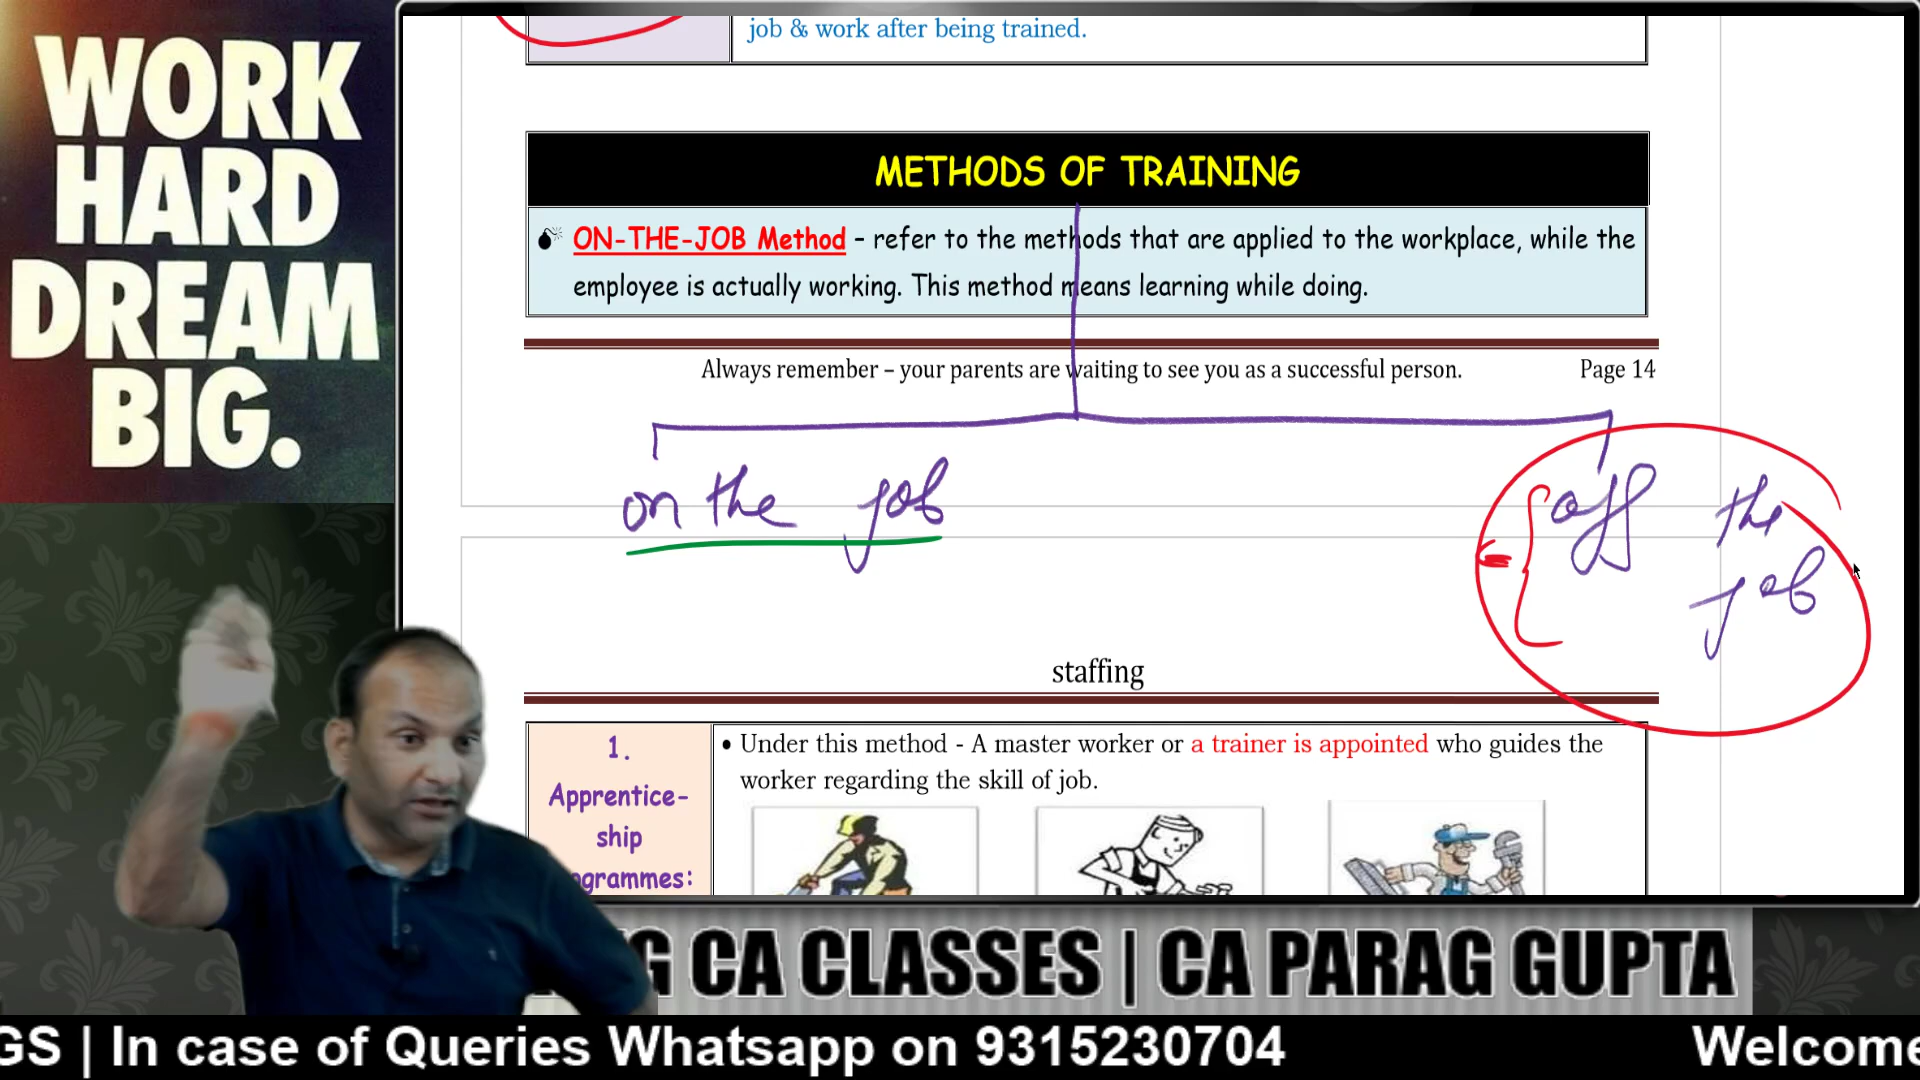 WORK
HARD
DREAM
BIG.
job & work after being trained.
METHODS OF TRAINING
ON-THE-JOB Method – refer to the methods that are applied to the workplace, while the
employee is actually working. This method means learning while doing.
Always remember – your parents are waiting to see you as a successful person. Page 14
on the job
off the
job
staffing
1.
Apprentice-
ship
ogrammes:
• Under this method - A master worker or a trainer is appointed who guides the
worker regarding the skill of job.
G CA CLASSES | CA PARAG GUPTA
GS | In case of Queries Whatsapp on 9315230704
Welcome